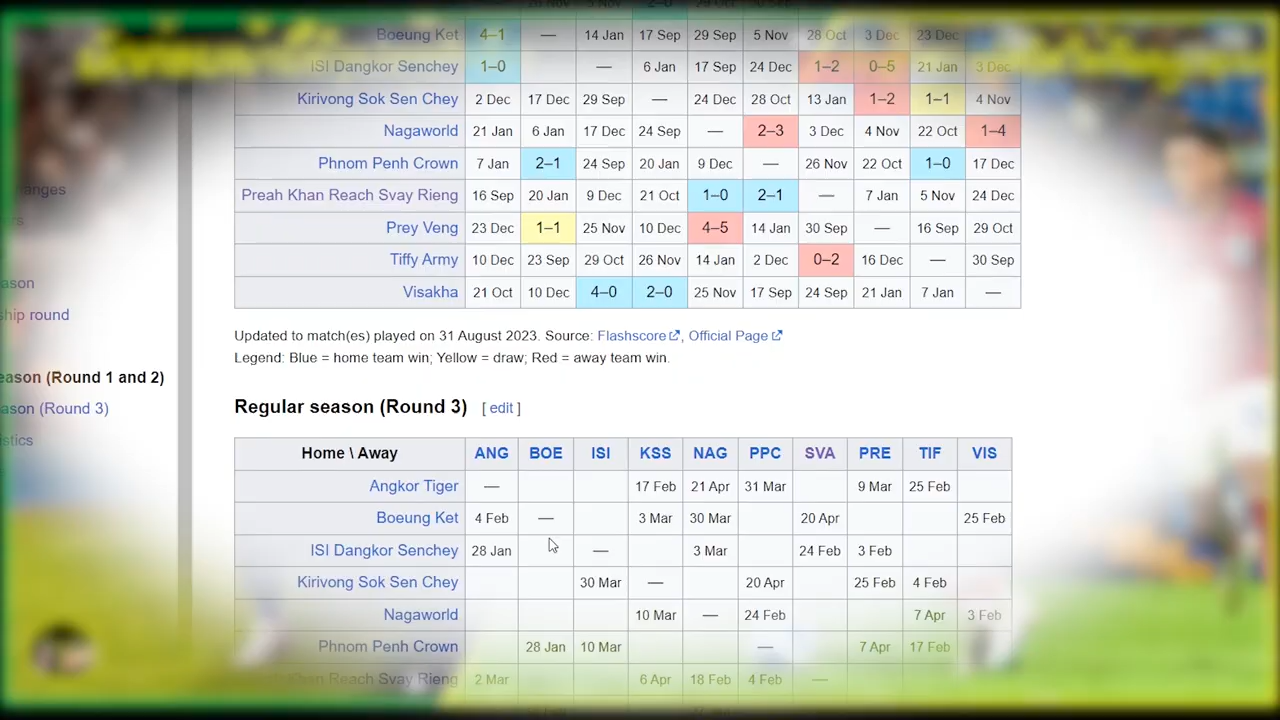 Boeung Ket 4–1 — 14 Jan 17 Sep 29 Sep 5 Nov 28 Oct 3 Dec 23 Dec
ISI Dangkor Senchey 1–0 — 6 Jan 17 Sep 24 Dec 1–2 0–5 21 Jan 3 Dec
anges Kirivong Sok Sen Chey 2 Dec 17 Dec 29 Sep — 24 Dec 28 Oct 13 Jan 1–2 1–1 4 Nov
Nagaworld 21 Jan 6 Jan 17 Dec 24 Sep — 2–3 3 Dec 4 Nov 22 Oct 1–4
Phnom Penh Crown 7 Jan 2–1 24 Sep 20 Jan 9 Dec — 26 Nov 22 Oct 1–0 17 Dec
Preah Khan Reach Svay Rieng 16 Sep 20 Jan 9 Dec 21 Oct 1–0 2–1 — 7 Jan 5 Nov 24 Dec
Prey Veng 23 Dec 1–1 25 Nov 10 Dec 4–5 14 Jan 30 Sep — 16 Sep 29 Oct
Tiffy Army 10 Dec 23 Sep 29 Oct 26 Nov 14 Jan 2 Dec 0–2 16 Dec — 30 Sep
ason
Visakha 21 Oct 10 Dec 4–0 2–0 25 Nov 17 Sep 24 Sep 21 Jan 7 Jan —
hip round
Updated to match(es) played on 31 August 2023. Source: Flashscore, Official Page
Legend: Blue = home team win; Yellow = draw; Red = away team win.
eason (Round 1 and 2)
ason (Round 3)
Regular season (Round 3) [ edit ]
istics
Home \ Away ANG BOE ISI KSS NAG PPC SVA PRE TIF VIS
Angkor Tiger — 17 Feb 21 Apr 31 Mar 9 Mar 25 Feb
Boeung Ket 4 Feb — 3 Mar 30 Mar 20 Apr 25 Feb
ISI Dangkor Senchey 28 Jan — 3 Mar 24 Feb 3 Feb
Kirivong Sok Sen Chey 30 Mar — 20 Apr 25 Feb 4 Feb
Nagaworld 10 Mar — 24 Feb 7 Apr 3 Feb
Phnom Penh Crown 28 Jan 10 Mar — 7 Apr 17 Feb
Khan Reach Svay Rieng 2 Mar 6 Apr 18 Feb 4 Feb —